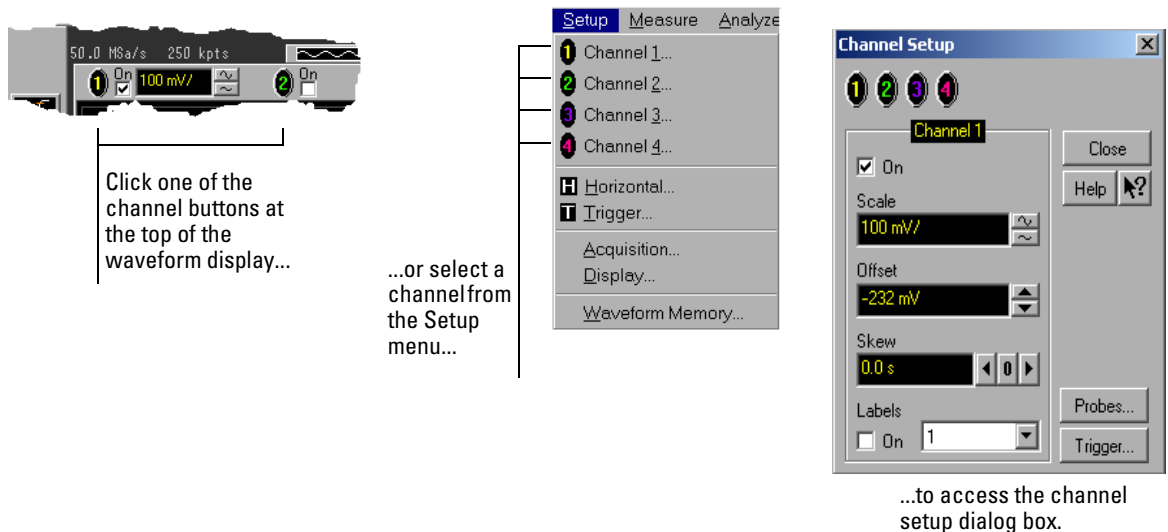 50.0 MSa/s 250 kpts
1 On 100 mV/ 2 On
Click one of the
channel buttons at
the top of the
waveform display...
...or select a
channel from
the Setup
menu...
Setup Measure Analyze
1 Channel 1...
2 Channel 2...
3 Channel 3...
4 Channel 4...
H Horizontal...
T Trigger...
Acquisition...
Display...
Waveform Memory...
Channel Setup
1 2 3 4
Channel 1
On
Scale
100 mV/
Offset
-232 mV
Skew
0.0 s 0
Labels
On 1
Close
Help ?
Probes...
Trigger...
...to access the channel
setup dialog box.